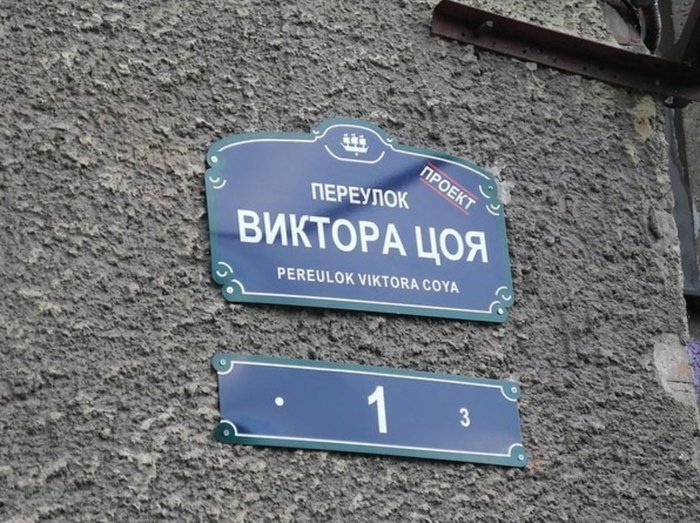 ПРОЕКТ
ПЕРЕУЛОК
ВИКТОРА ЦОЯ
PEREULOK VIKTORA COYA
1 3